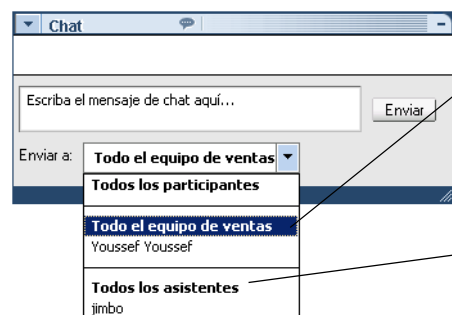 Chat
Escriba el mensaje de chat aquí...
Enviar
Enviar a:
Todo el equipo de ventas
Todos los participantes
Todo el equipo de ventas
Youssef Youssef
Todos los asistentes
jimbo